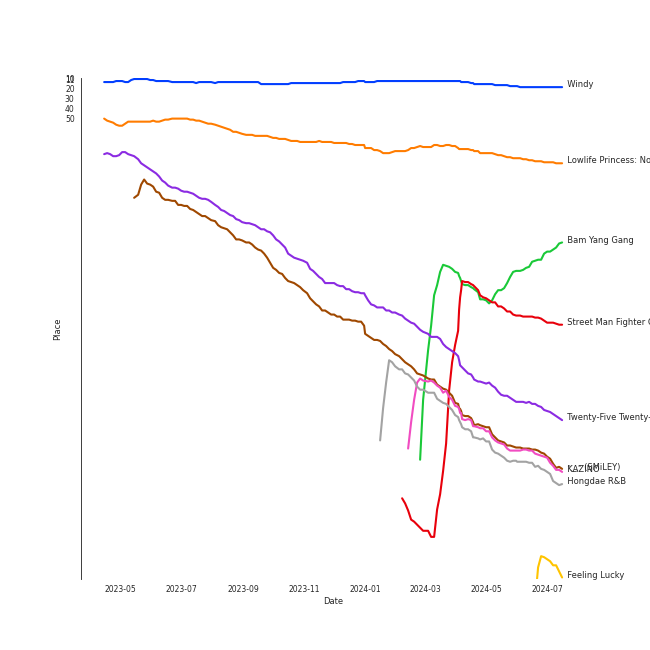 10
20
30
40
50
Place
Windy
Lowlife Princess: No
Bam Yang Gang
Street Man Fighter
Twenty-Five Twenty-
KAZINO
(SMiLEY)
Hongdae R&B
Feeling Lucky
2023-05
2023-07
2023-09
2023-11
2024-01
2024-03
2024-05
2024-07
Date